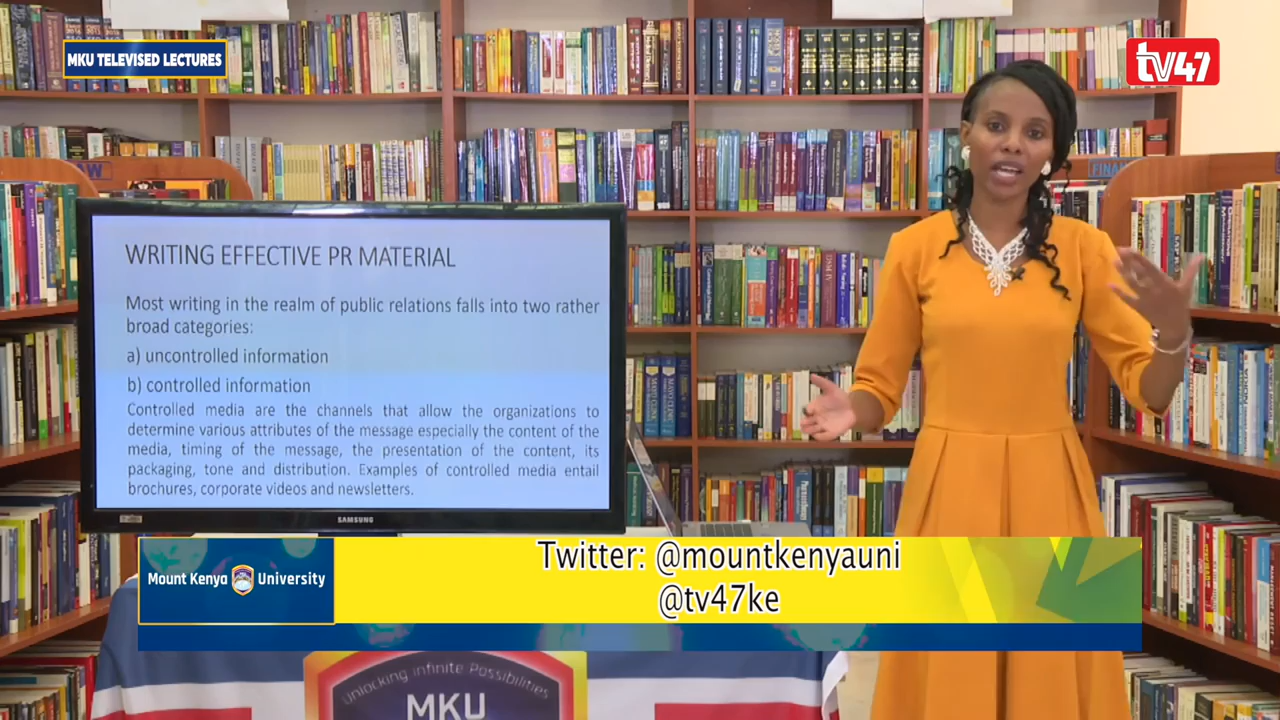 MKU TELEVISED LECTURES
tv47
WRITING EFFECTIVE PR MATERIAL
Most writing in the realm of public relations falls into two rather
broad categories:
a) uncontrolled information
b) controlled information
Controlled media are the channels that allow the organizations to
determine various attributes of the message especially the content of the
media, timing of the message, the presentation of the content, its
packaging, tone and distribution. Examples of controlled media entail
brochures, corporate videos and newsletters.
SAMSUNG
Mount Kenya University
Twitter: @mountkenyauni
@tv47ke
Unlocking Infinite Possibilities
MKU